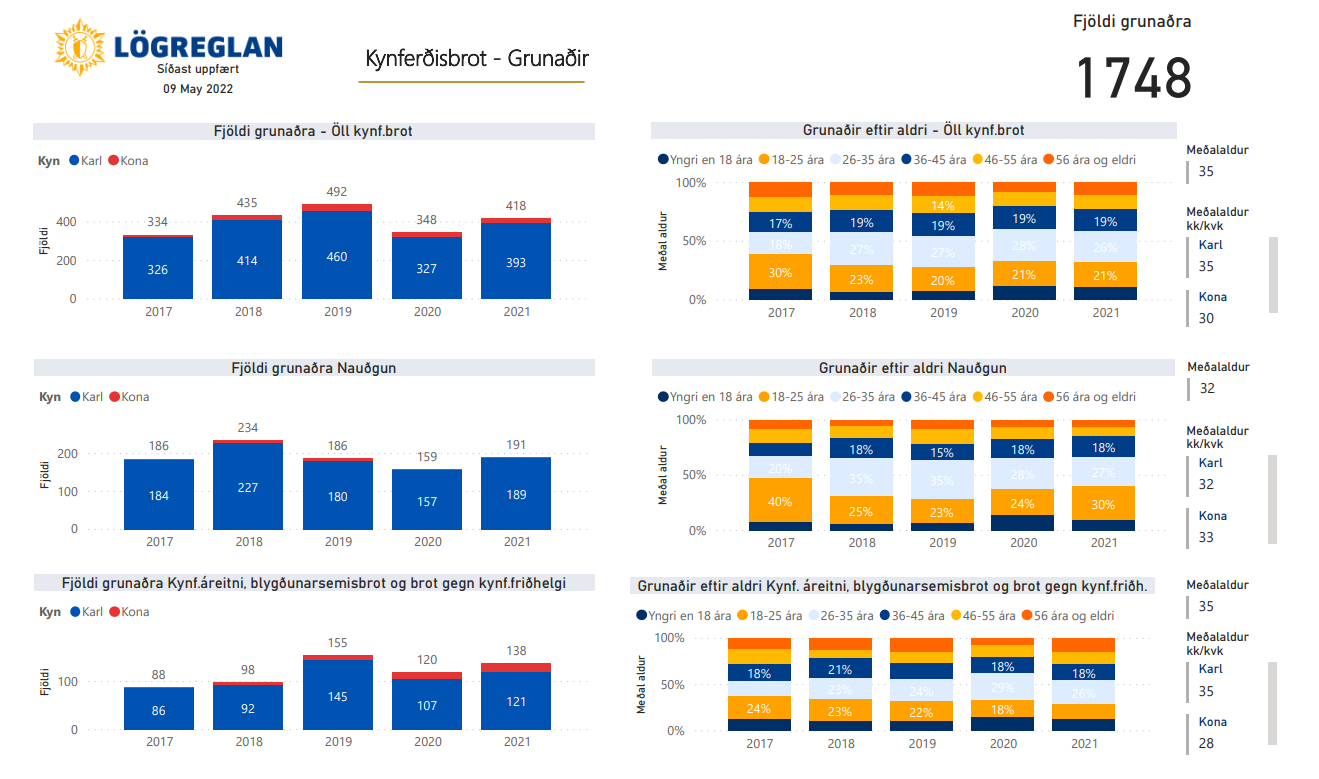 LÖGREGLAN
Síðast uppfært
09 May 2022
Kynferðisbrot - Grunaðir
Fjöldi grunaðra
1748
Fjöldi grunaðra - Öll kynf.brot
Kyn Karl Kona
Fjöldi
400
200
0
334 435 492 348 418
326 414 460 327 393
2017 2018 2019 2020 2021
Grunaðir eftir aldri - Öll kynf.brot
Yngri en 18 ára 18-25 ára 26-35 ára 36-45 ára 46-55 ára 56 ára og eldri
Meðal aldur
100%
50%
0%
14%
17% 19% 19% 19% 19%
18% 27% 27% 28% 26%
30% 23% 20% 21% 21%
2017 2018 2019 2020 2021
Meðalaldur
35
Meðalaldur
kk/kvk
Karl
35
Kona
30
Fjöldi grunaðra Nauðgun
Kyn Karl Kona
Fjöldi
200
100
0
186 234 186 159 191
184 227 180 157 189
2017 2018 2019 2020 2021
Grunaðir eftir aldri Nauðgun
Yngri en 18 ára 18-25 ára 26-35 ára 36-45 ára 46-55 ára 56 ára og eldri
Meðal aldur
100%
50%
0%
18% 15% 18% 18%
20% 35% 35% 28% 27%
40% 25% 23% 24% 30%
2017 2018 2019 2020 2021
Meðalaldur
32
Meðalaldur
kk/kvk
Karl
32
Kona
33
Fjöldi grunaðra Kynf.áreitni, blygðunarsemisbrot og brot gegn kynf.friðhelgi
Kyn Karl Kona
Fjöldi
100
0
88 98 155 120 138
86 92 145 107 121
2017 2018 2019 2020 2021
Grunaðir eftir aldri Kynf. áreitni, blygðunarsemisbrot og brot gegn kynf.friðh.
Yngri en 18 ára 18-25 ára 26-35 ára 36-45 ára 46-55 ára 56 ára og eldri
Meðal aldur
100%
50%
0%
18% 21% 18% 18%
23% 24% 29% 26%
24% 23% 22% 18%
2017 2018 2019 2020 2021
Meðalaldur
35
Meðalaldur
kk/kvk
Karl
35
Kona
28